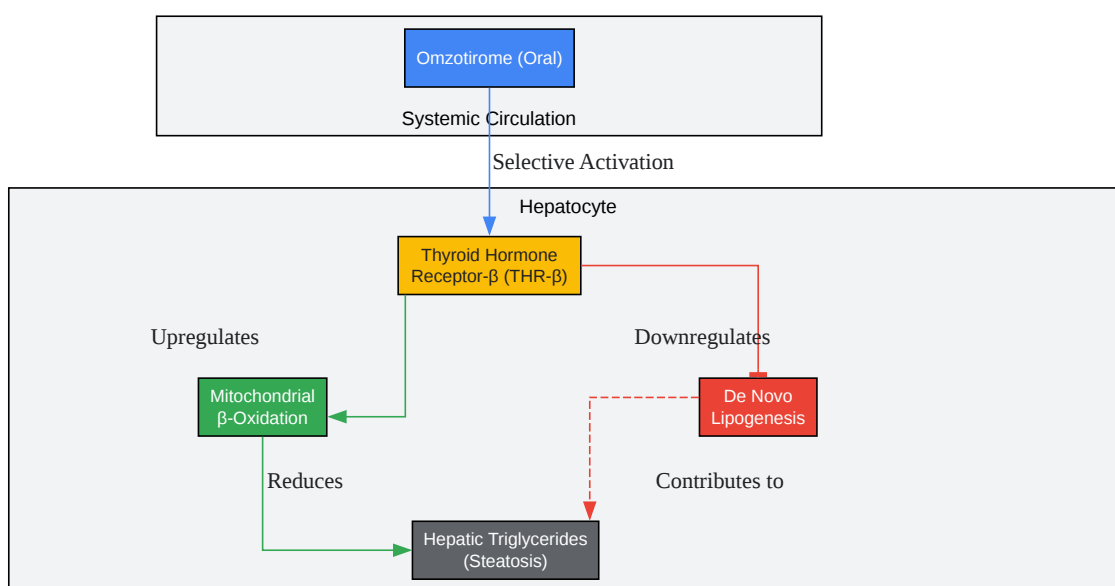 Omzotirome (Oral)
Systemic Circulation
Selective Activation
Hepatocyte
Thyroid Hormone
Receptor-β (THR-β)
Upregulates
Downregulates
Mitochondrial
β-Oxidation
De Novo
Lipogenesis
Reduces
Contributes to
Hepatic Triglycerides
(Steatosis)